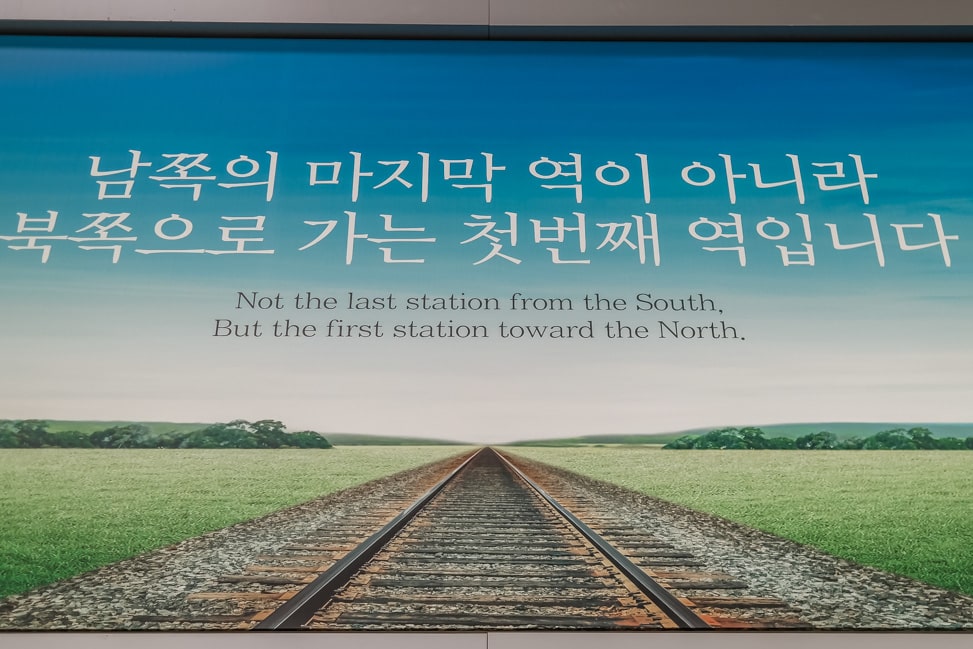 남쪽의 마지막 역이 아니라
북쪽으로 가는 첫번째 역입니다
Not the last station from the South,
But the first station toward the North.